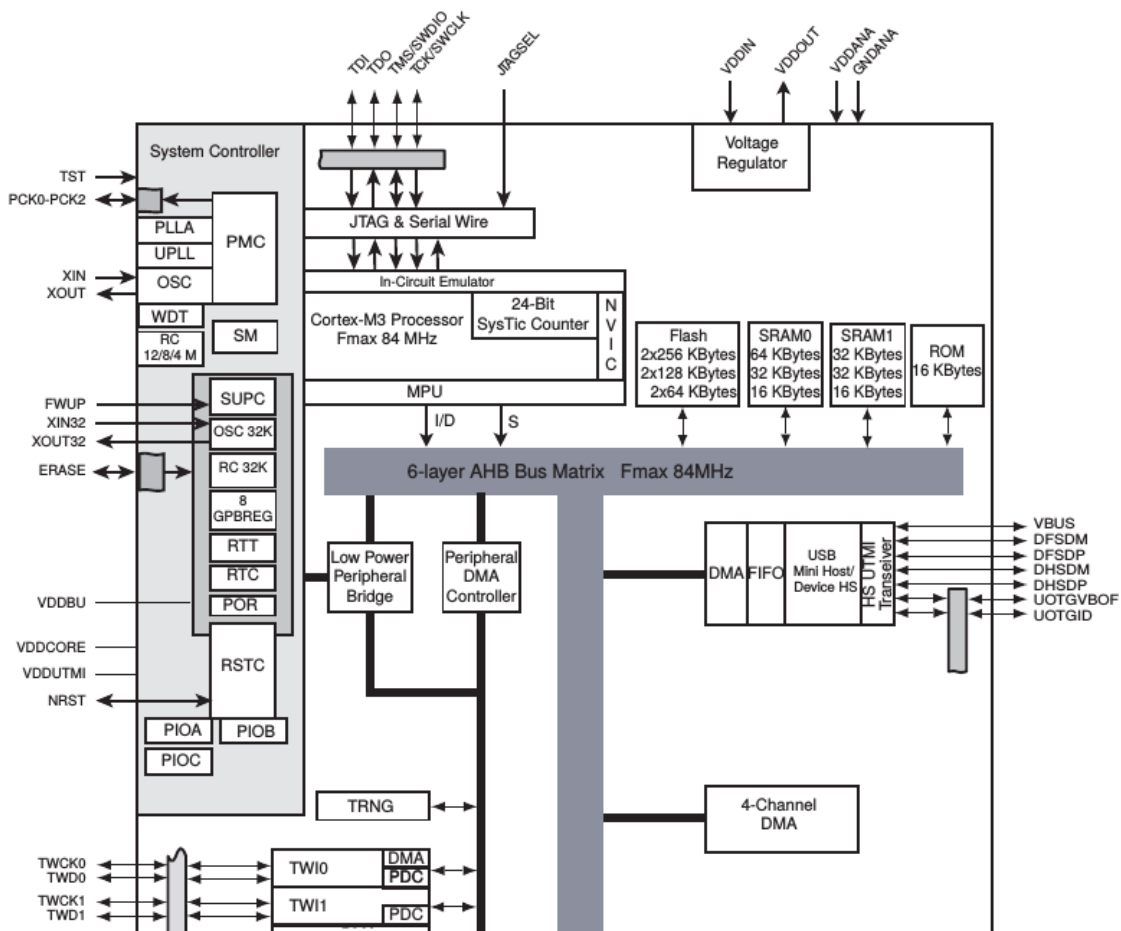 TDI
TDO
TMS/SWDIO
TCK/SWCLK
JTAGSEL
VDDIN
VDDOUT
VDDANA
GNDANA
System Controller
Voltage
Regulator
TST
PCK0-PCK2
PLLA
UPLL
OSC
PMC
XIN
XOUT
WDT
RC
12/8/4 M
SM
JTAG & Serial Wire
In-Circuit Emulator
Cortex-M3 Processor
Fmax 84 MHz
24-Bit
SysTic Counter
N
V
I
C
MPU
I/D
S
Flash
2x256 KBytes
2x128 KBytes
2x64 KBytes
SRAM0
64 KBytes
32 KBytes
16 KBytes
SRAM1
32 KBytes
32 KBytes
16 KBytes
ROM
16 KBytes
FWUP
XIN32
XOUT32
ERASE
SUPC
OSC 32K
RC 32K
8
GPBREG
RTT
RTC
POR
VDDBU
VDDCORE
VDDUTMI
NRST
RSTC
PIOA
PIOB
PIOC
6-layer AHB Bus Matrix Fmax 84MHz
Low Power
Peripheral
Bridge
Peripheral
DMA
Controller
DMA
FIFO
USB
Mini Host/
Device HS
HS UTMI
Transeiver
VBUS
DFSDM
DFSDP
DHSDM
DHSDP
UOTGVBOF
UOTGID
TRNG
4-Channel
DMA
TWCK0
TWD0
TWI0
DMA
PDC
TWCK1
TWD1
TWI1
PDC